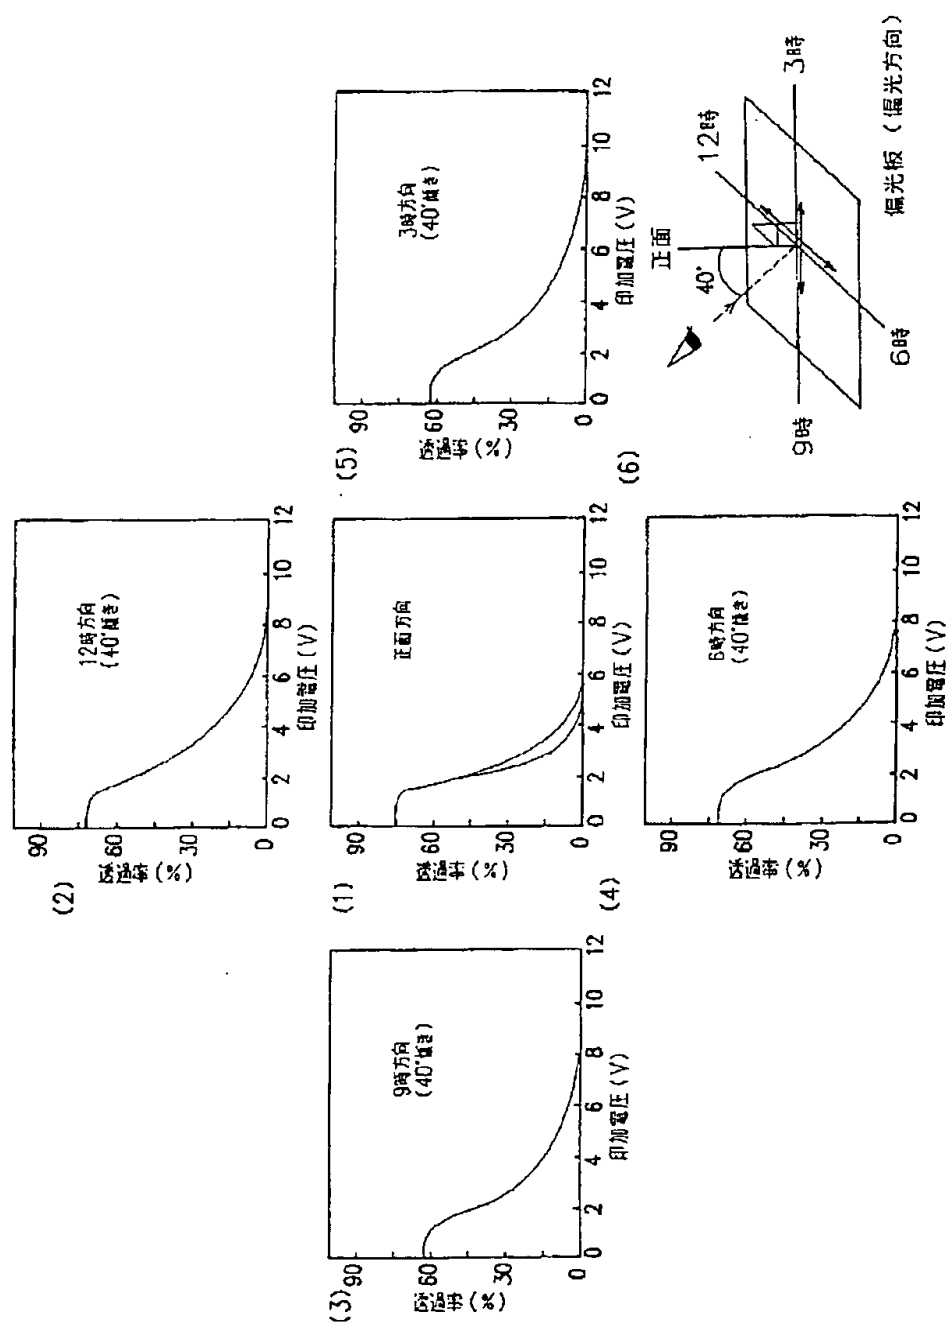 (2)
90
60
30
0
透過率(%)
12時方向
(40°傾き)
0 2 4 6 8 10 12
印加電圧(V)
(3)
90
60
30
0
透過率(%)
9時方向
(40°傾き)
0 2 4 6 8 10 12
印加電圧(V)
(1)
90
60
30
0
透過率(%)
正面方向
0 2 4 6 8 10 12
印加電圧(V)
(5)
90
60
30
0
透過率(%)
3時方向
(40°傾き)
0 2 4 6 8 10 12
印加電圧(V)
(4)
90
60
30
0
透過率(%)
6時方向
(40°傾き)
0 2 4 6 8 10 12
印加電圧(V)
(6)
正面
12時
40°
9時
3時
6時
偏光板(偏光方向)